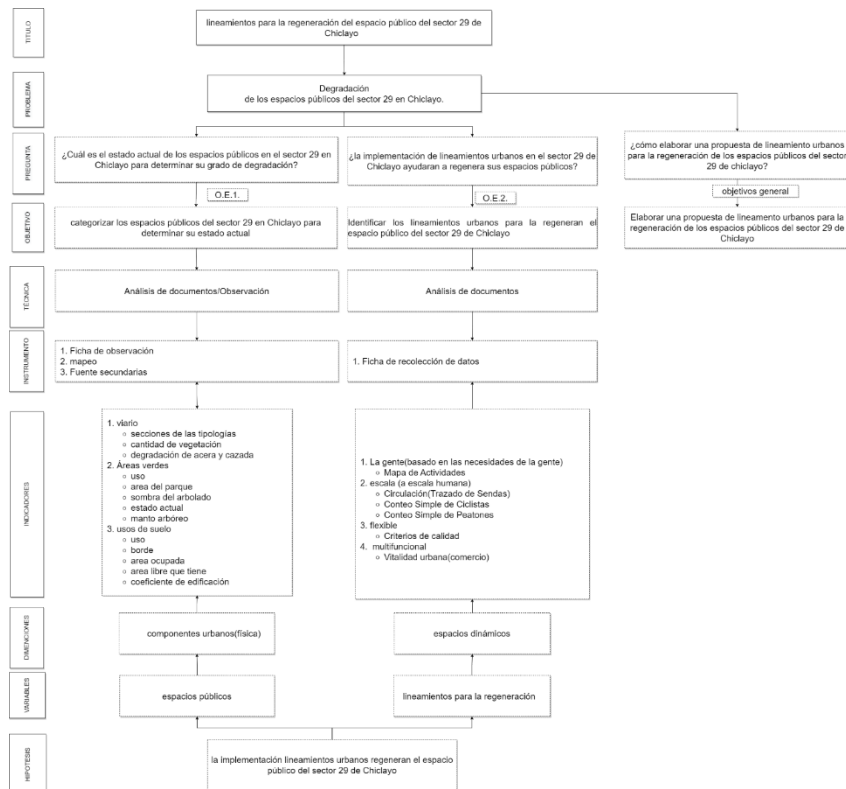 TITULO
lineamientos para la regeneración del espacio público del sector 29 de
Chiclayo
PROBLEMA
Degradación
de los espacios públicos del sector 29 en Chiclayo.
PREGUNTA
¿Cuál es el estado actual de los espacios públicos en el sector 29 en
Chiclayo para determinar su grado de degradación?
¿la implementación de lineamientos urbanos en el sector 29 de
Chiclayo ayudaran a regenera sus espacios públicos?
¿cómo elaborar una propuesta de lineamiento urbanos
para la regeneración de los espacios públicos del sector
29 de chiclayo?
O.E.1.
O.E.2.
objetivos general
OBJETIVO
categorizar los espacios públicos del sector 29 en Chiclayo para
determinar su estado actual
Identificar los lineamientos urbanos para la regeneran el
espacio público del sector 29 de Chiclayo
Elaborar una propuesta de lineamento urbanos para la
regeneración de los espacios públicos del sector 29 de
Chiclayo
TÉCNICA
Análisis de documentos/Observación
Análisis de documentos
INSTRUMENTO
1. Ficha de observación
2. mapeo
3. Fuente secundarias
1. Ficha de recolección de datos
INDICADORES
1. viario
secciones de las tipologías
cantidad de vegetación
degradación de acera y cazada
2. Àreas verdes
uso
area del parque
sombra del arbolado
estado actual
manto arbóreo
3. usos de suelo
uso
borde
area ocupada
area libre que tiene
coeficiente de edificación
1. La gente(basado en las necesidades de la gente)
Mapa de Actividades
2. escala (a escala humana)
Circulación(Trazado de Sendas)
Conteo Simple de Ciclistas
Conteo Simple de Peatones
3. flexible
Criterios de calidad
4. multifuncional
Vitalidad urbana(comercio)
DIMENCIONES
componentes urbanos(física)
espacios dinámicos
VARIABLES
espacios públicos
lineamientos para la regeneración
HIPOTESIS
la implementación lineamientos urbanos regeneran el espacio
público del sector 29 de Chiclayo